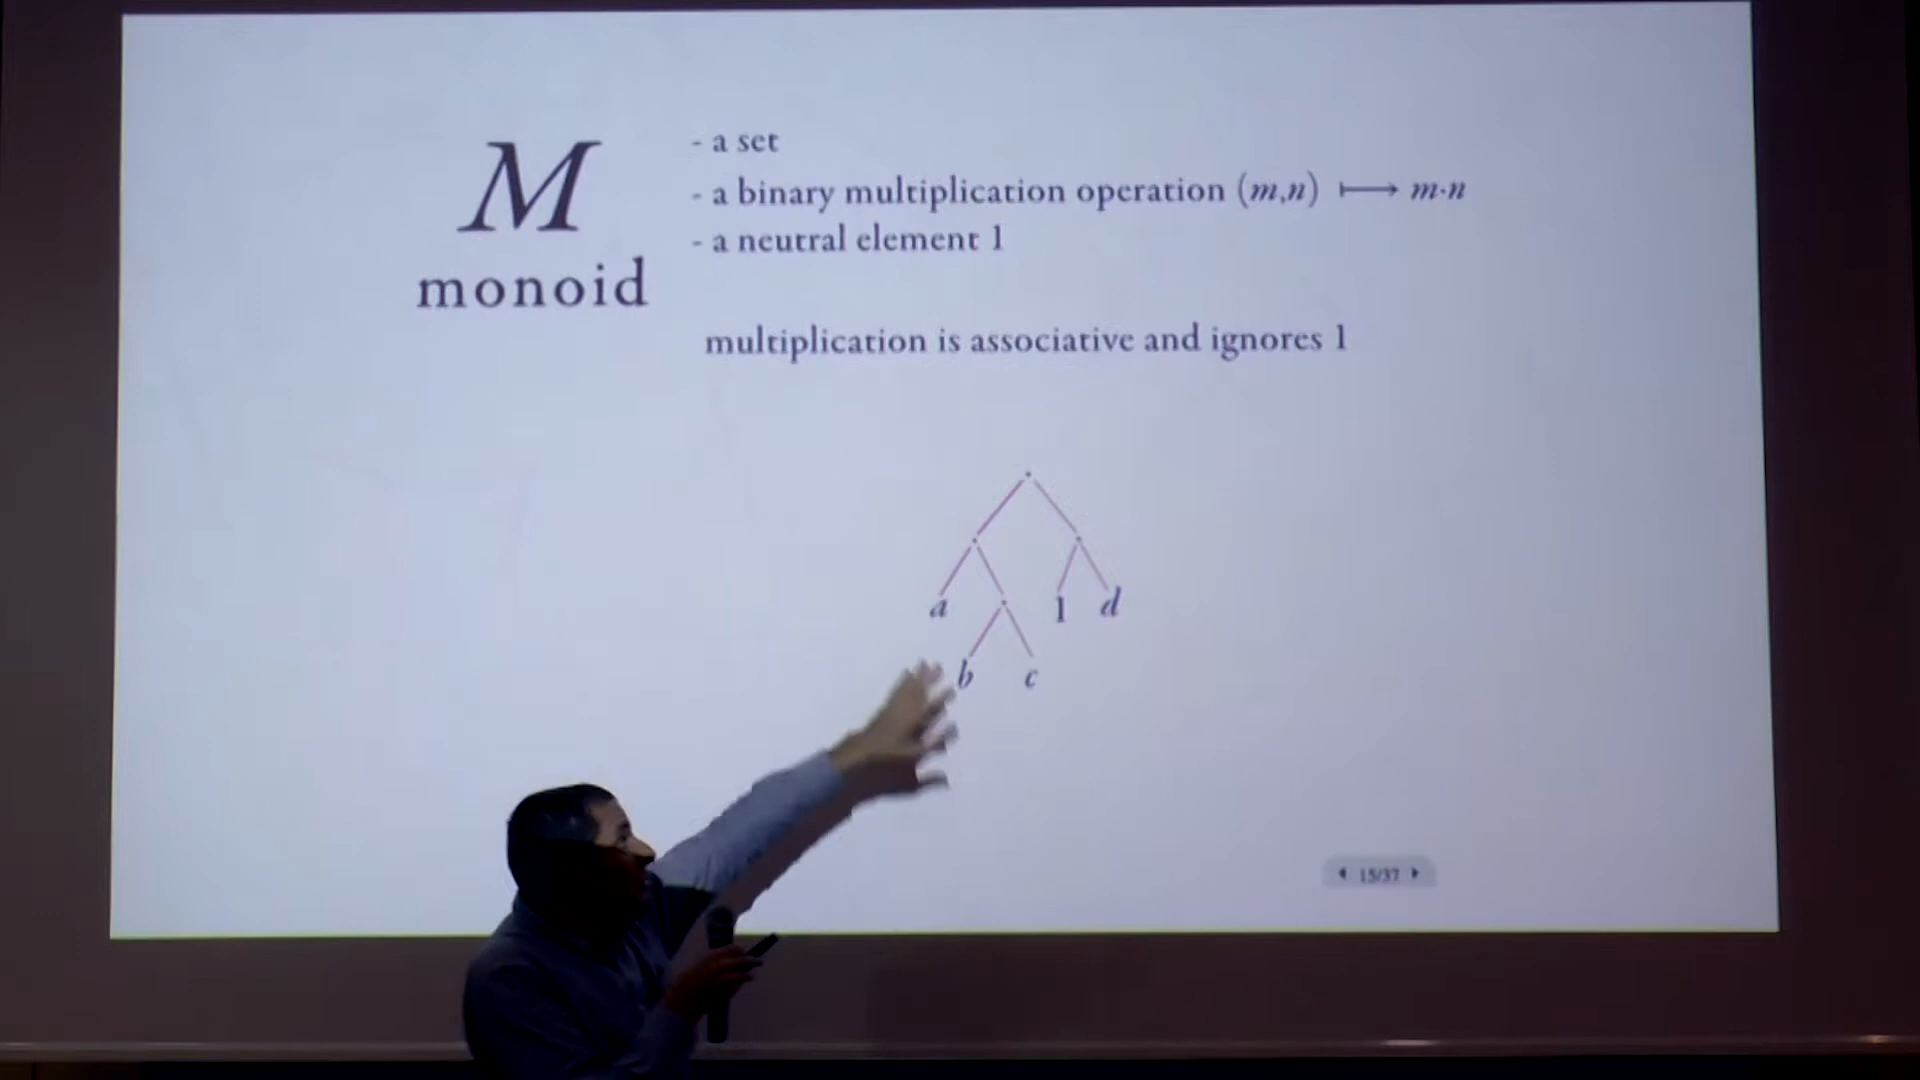 M
monoid
- a set
- a binary multiplication operation (m,n) ⟼ m·n
- a neutral element 1
multiplication is associative and ignores 1
a
1 d
b c
15/37